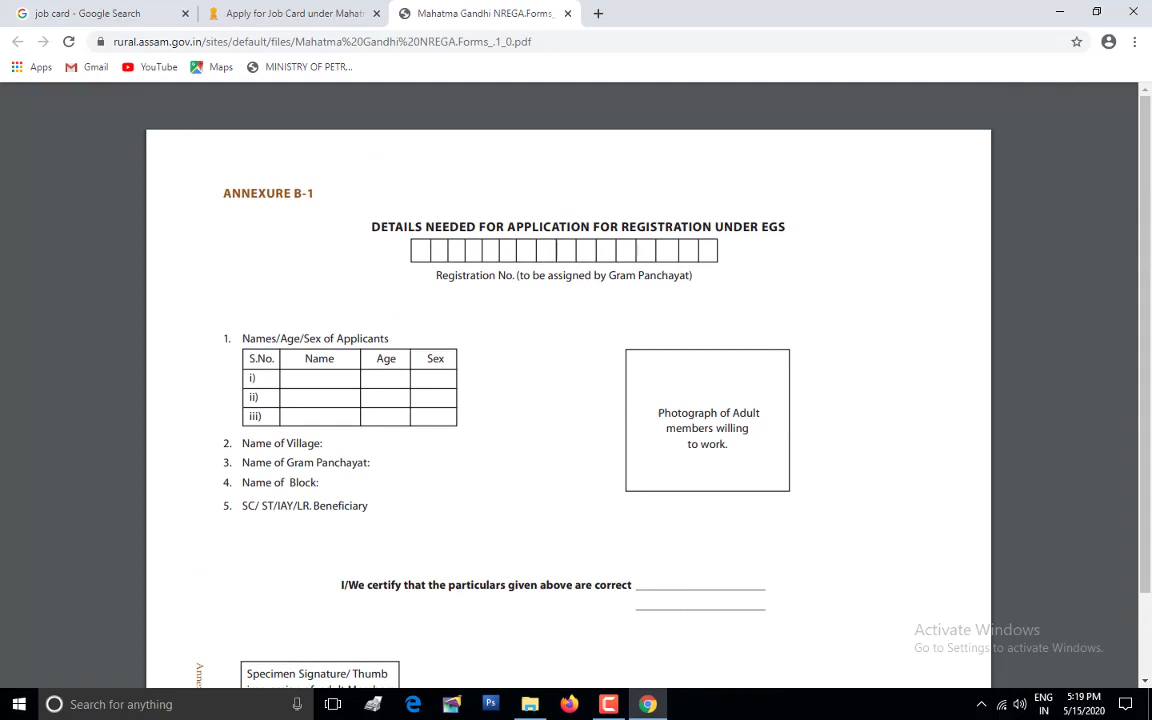 job card - Google Search
Apply for Job Card under Mahat
Mahatma Gandhi NREGA.Forms_
rural.assam.gov.in/sites/default/files/Mahatma%20Gandhi%20NREGA.Forms_.1_0.pdf
Apps Gmail YouTube Maps MINISTRY OF PETR...
ANNEXURE B-1
DETAILS NEEDED FOR APPLICATION FOR REGISTRATION UNDER EGS
Registration No. (to be assigned by Gram Panchayat)
1. Names/Age/Sex of Applicants
S.No. Name Age Sex
i)
ii)
iii)
Photograph of Adult
members willing
to work.
2. Name of Village:
3. Name of Gram Panchayat:
4. Name of Block:
5. SC/ ST/IAY/LR. Beneficiary
I/We certify that the particulars given above are correct
Activate Windows
Go to Settings to activate Windows.
Specimen Signature/ Thumb
Search for anything
Ps
ENG
IN
5:19 PM
5/15/2020